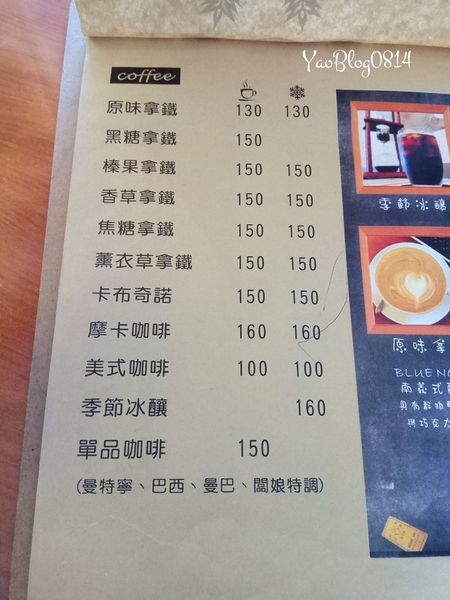 YaoBlog0814
coffee
原味拿鐵 130 130
黑糖拿鐵 150
榛果拿鐵 150 150
香草拿鐵 150 150
焦糖拿鐵 150 150
薰衣草拿鐵 150 150
卡布奇諾 150 150
摩卡咖啡 160 160
美式咖啡 100 100
季節冰釀 160
單品咖啡 150
(曼特寧、巴西、曼巴、闆娘特調)
季節冰釀
原味拿
BLUE NO
南義式